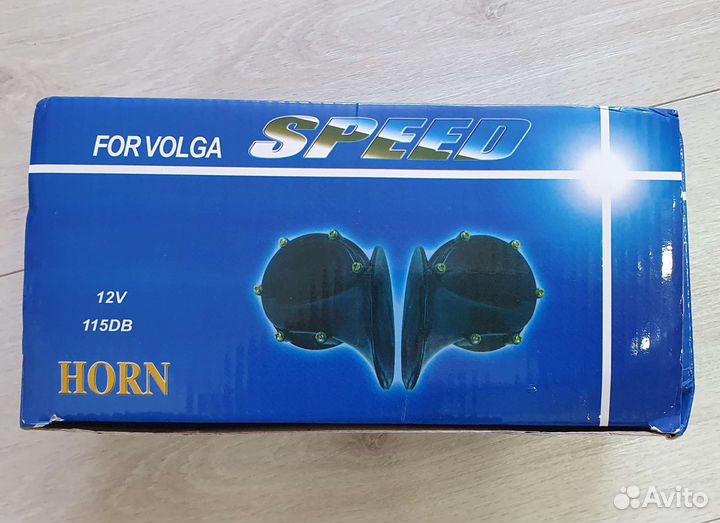 FOR VOLGA SPEED
12V
115DB
HORN
Avito